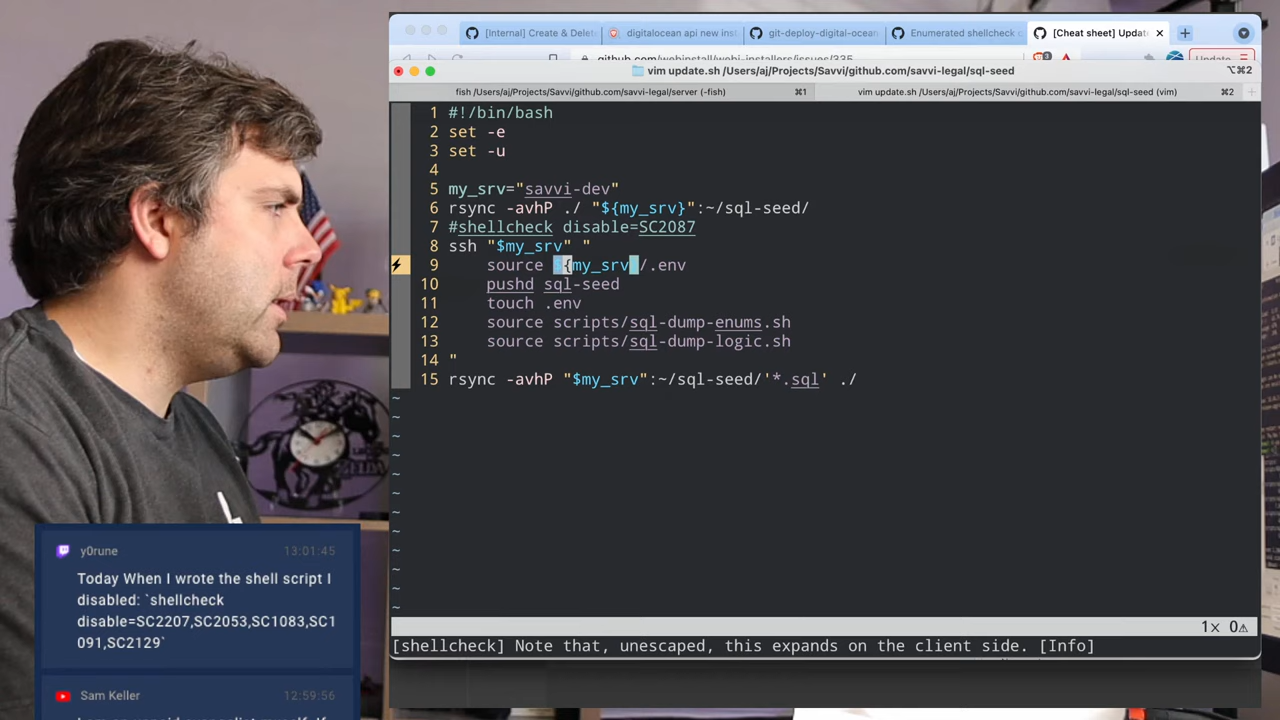 [Internal] Create & Delet
digitalocean api new inst
git-deploy-digital-ocean
Enumerated shellcheck c
[Cheat sheet] Updat
vim update.sh /Users/aj/Projects/Savvi/github.com/savvi-legal/sql-seed
⌥⌘2
fish /Users/aj/Projects/Savvi/github.com/savvi-legal/server (-fish)
⌘1
vim update.sh /Users/aj/Projects/Savvi/github.com/savvi-legal/sql-seed (vim)
⌘2
1 #!/bin/bash
2 set -e
3 set -u
4
5 my_srv="savvi-dev"
6 rsync -avhP ./ "${my_srv}":~/sql-seed/
7 #shellcheck disable=SC2087
8 ssh "$my_srv" "
9 source ${my_srv}/.env
10 pushd sql-seed
11 touch .env
12 source scripts/sql-dump-enums.sh
13 source scripts/sql-dump-logic.sh
14 "
15 rsync -avhP "$my_srv":~/sql-seed/'*.sql' ./
~
~
~
~
~
~
~
~
~
~
~
~
1× 0⚠
[shellcheck] Note that, unescaped, this expands on the client side. [Info]
y0rune 13:01:45
Today When I wrote the shell script I
disabled: `shellcheck
disable=SC2207,SC2053,SC1083,SC1
091,SC2129`
Sam Keller 12:59:56